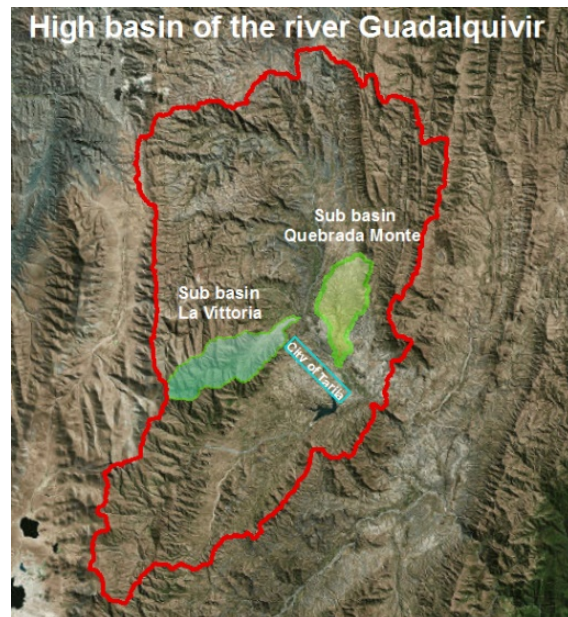 High basin of the river Guadalquivir
Sub basin
Quebrada Monte
Sub basin
La Vittoria
City of Tarija